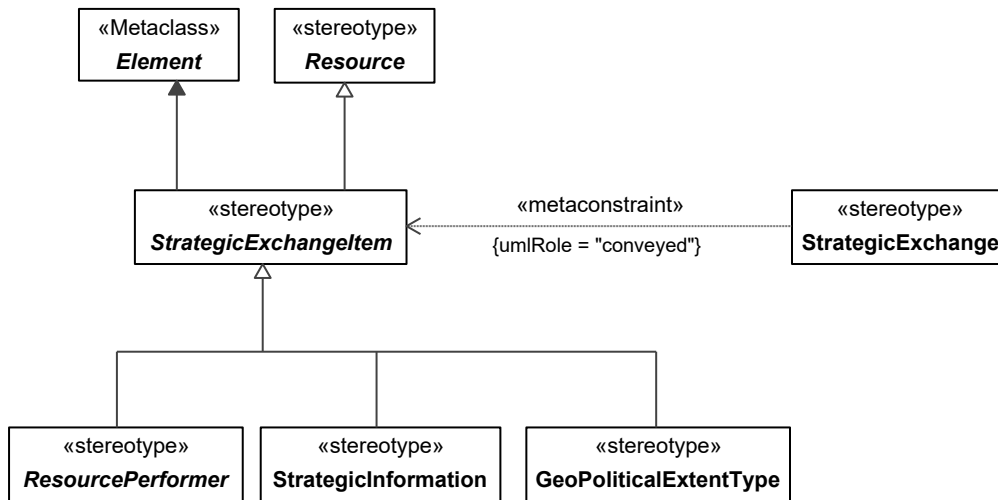 «Metaclass»
Element
«stereotype»
Resource
«stereotype»
StrategicExchangeItem
«metaconstraint»
{umlRole = "conveyed"}
«stereotype»
StrategicExchange
«stereotype»
ResourcePerformer
«stereotype»
StrategicInformation
«stereotype»
GeoPoliticalExtentType